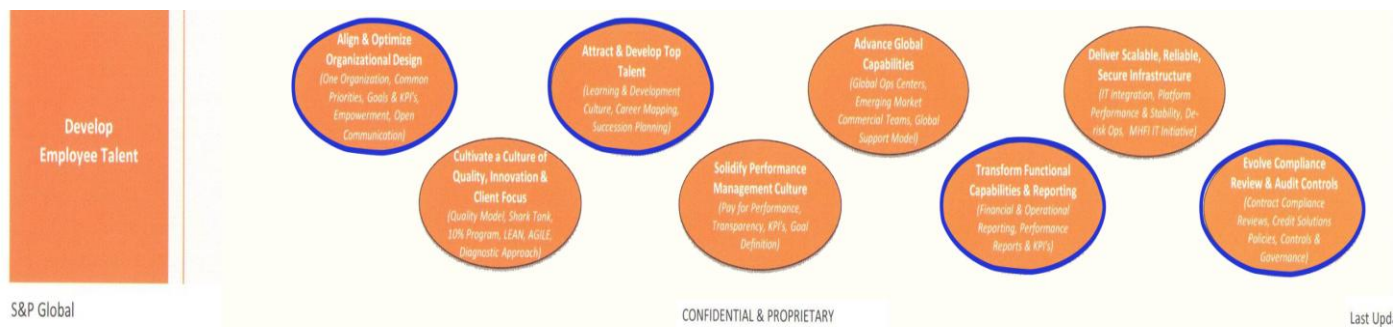 Develop
Employee Talent
Align & Optimize
Organizational Design
(One Organization, Common
Priorities, Goals & KPI's,
Empowerment, Open
Communication)
Cultivate a Culture of
Quality, Innovation &
Client Focus
(Quality Model, Shark Tank,
10% Program, LEAN, AGILE,
Diagnostic Approach)
Attract & Develop Top
Talent
(Learning & Development
Culture, Career Mapping,
Succession Planning)
Solidify Performance
Management Culture
(Pay for Performance,
Transparency, KPI's, Goal
Definition)
Advance Global
Capabilities
(Global Ops Centers,
Emerging Market
Commercial Teams, Global
Support Model)
Transform Functional
Capabilities & Reporting
(Financial & Operational
Reporting, Performance
Reports & KPI's)
Deliver Scalable, Reliable,
Secure Infrastructure
(IT Integration, Platform
Performance & Stability, De-
risk Ops, MHFI IT Initiative)
Evolve Compliance
Review & Audit Controls
(Contract Compliance
Reviews, Credit Solutions
Policies, Controls &
Governance)
S&P Global
CONFIDENTIAL & PROPRIETARY
Last Upd